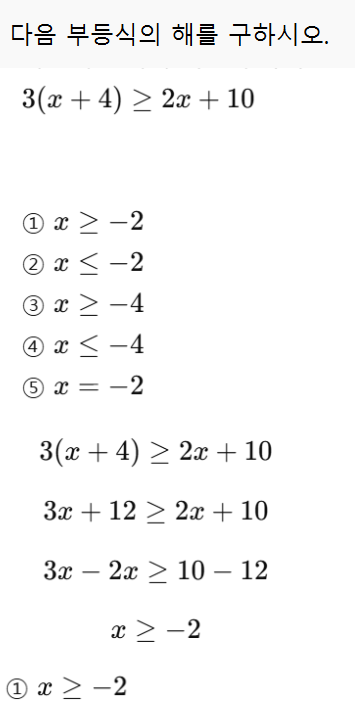 다음 부등식의 해를 구하시오.
3(x + 4) ≥ 2x + 10
① x ≥ −2
② x ≤ −2
③ x ≥ −4
④ x ≤ −4
⑤ x = −2
3(x + 4) ≥ 2x + 10
3x + 12 ≥ 2x + 10
3x − 2x ≥ 10 − 12
x ≥ −2
① x ≥ −2